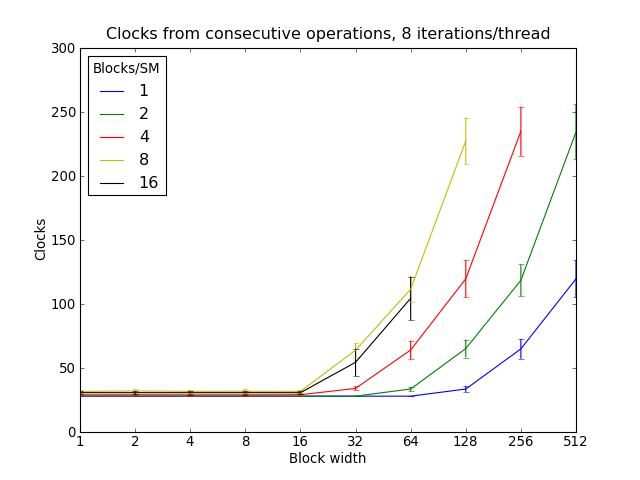 Clocks from consecutive operations, 8 iterations/thread
300
250
200
150
100
50
0
Clocks
Blocks/SM
1
2
4
8
16
1 2 4 8 16 32 64 128 256 512
Block width